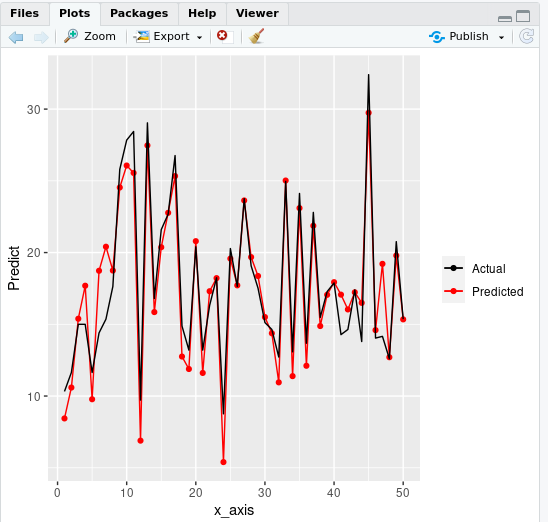 Files Plots Packages Help Viewer
Zoom Export Publish
Predict
30
20
10
0 10 20 30 40 50
x_axis
Actual
Predicted